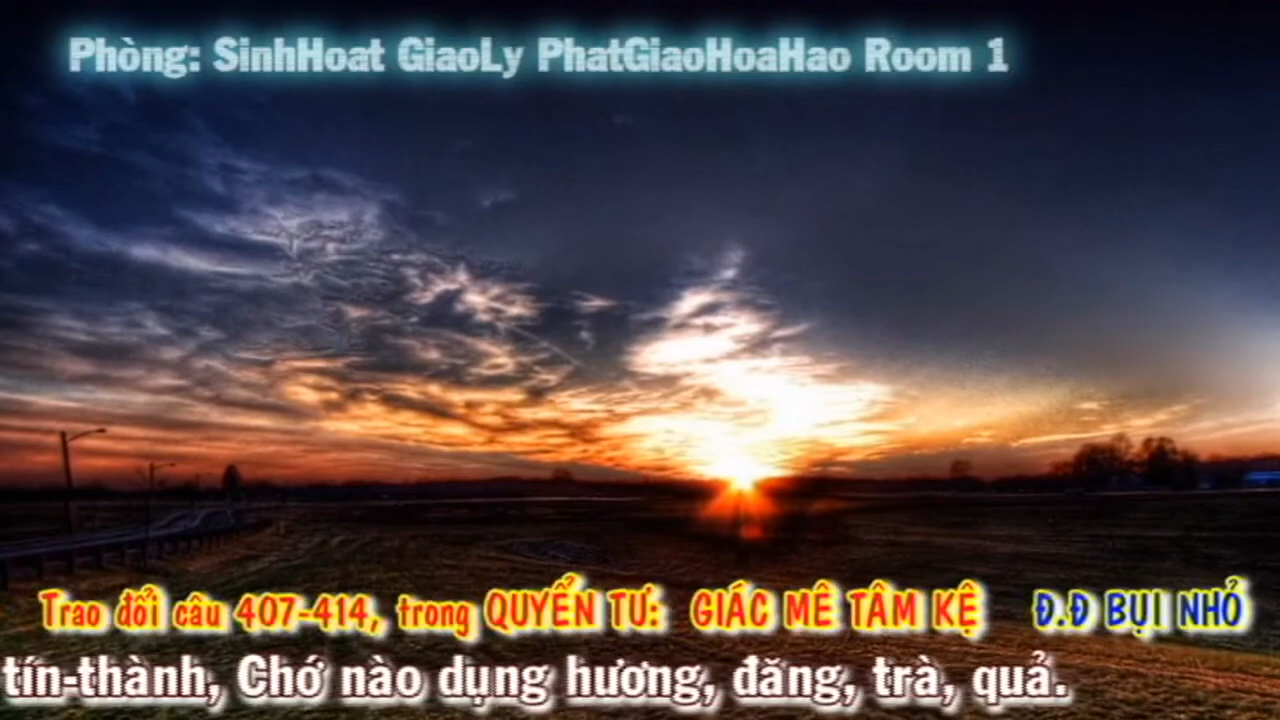 Phòng: SinhHoat GiaoLy PhatGiaoHoaHao Room 1
Trao đổi câu 407-414, trong QUYỂN TƯ: GIÁC MÊ TÂM KỆ Đ.Đ BỤI NHỎ
tín-thành, Chớ nào dụng hương, đăng, trà, quả.